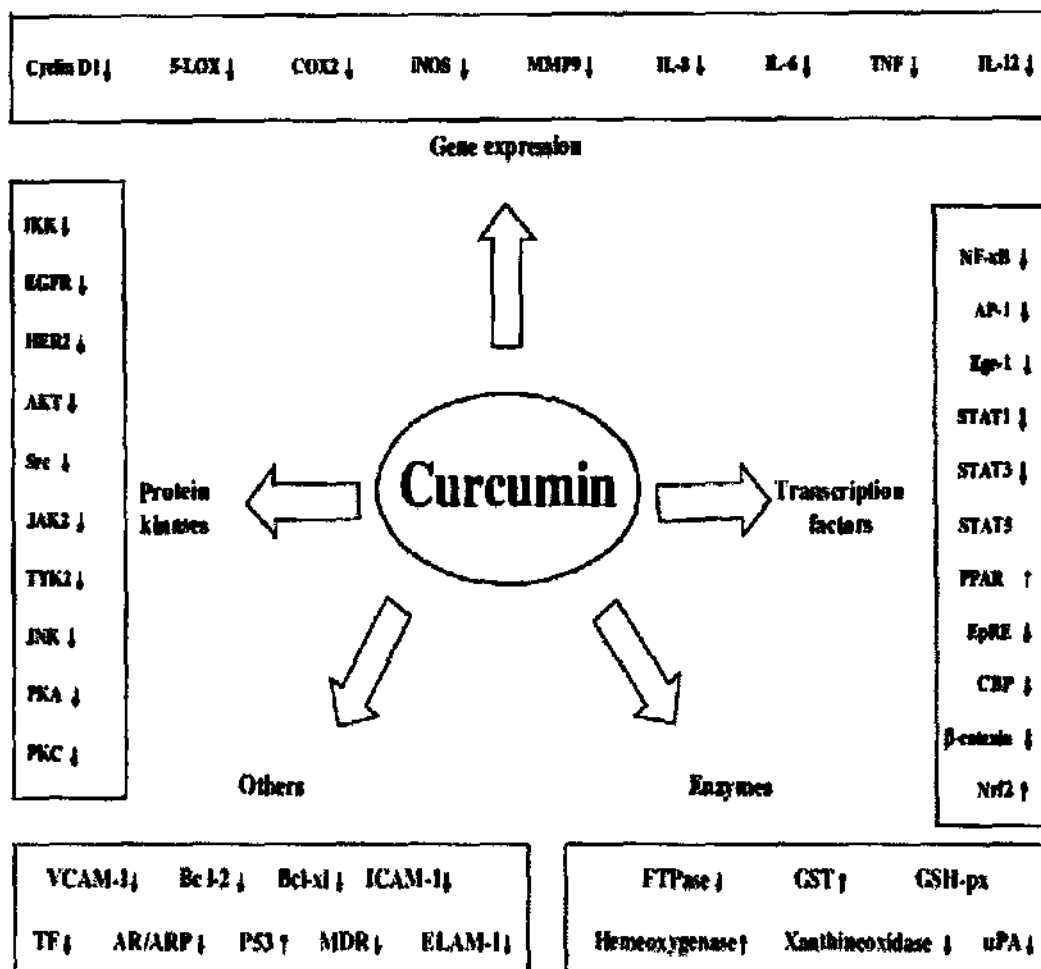 Cyclin D1↓ 5-LOX↓ COX2↓ iNOS↓ MMP9↓ IL-8↓ IL-6↓ TNF↓ IL-12↓
Gene expression
IKK↓
EGFR↓
HER2↓
AKT↓
Src↓
JAK2↓
TYK2↓
JNK↓
PKA↓
PKC↓
Protein
kinases
Curcumin
Transcription
factors
NF-κB↓
AP-1↓
Egr-1↓
STAT1↓
STAT3↓
STAT5
PPAR ↑
EpRE↓
CBP↓
β-catenin↓
Nrf2↑
Others
Enzymes
VCAM-1↓ Bcl-2↓ Bcl-xl↓ ICAM-1↓
TF↓ AR/ARP↓ P53↑ MDR↓ ELAM-1↓
FTPase↓ GST↑ GSH-px
Hemeoxygenase↑ Xanthineoxidase↓ uPA↓